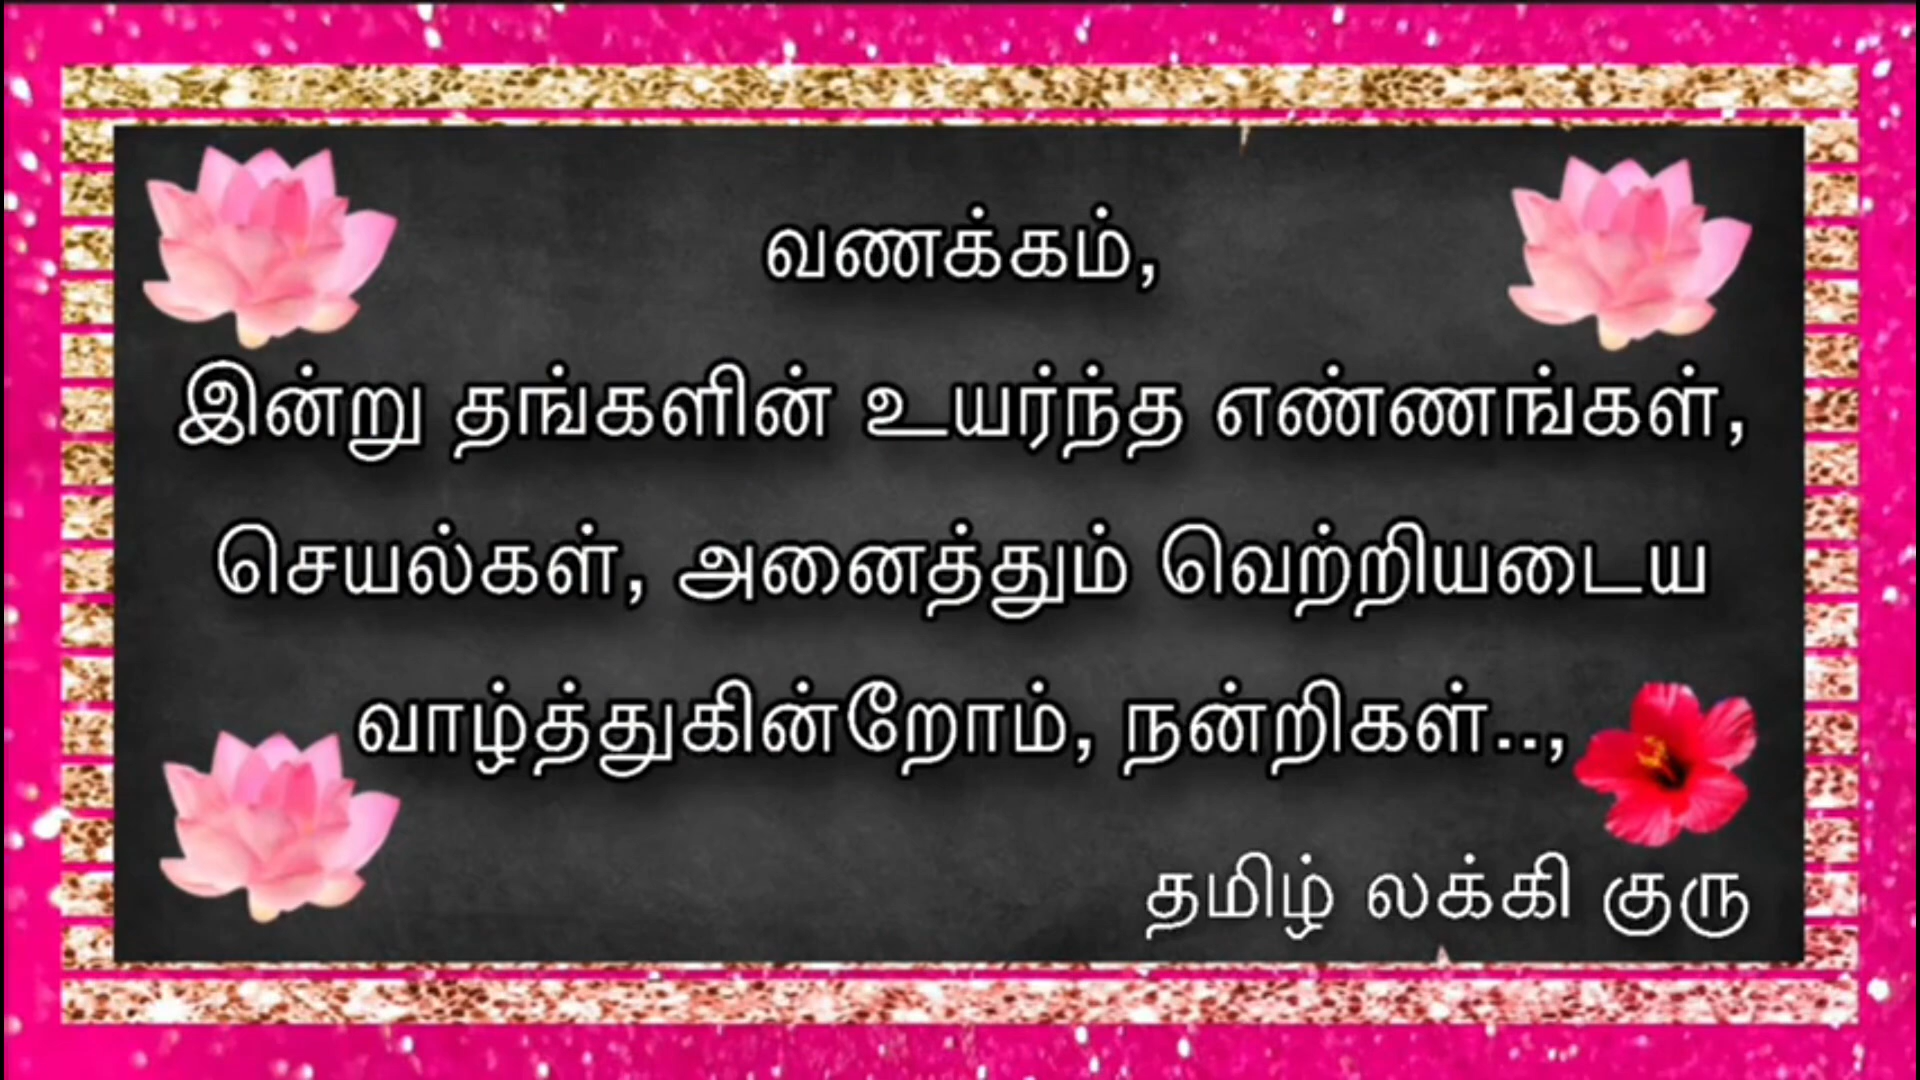 வணக்கம்,
இன்று தங்களின் உயர்ந்த எண்ணங்கள்,
செயல்கள், அனைத்தும் வெற்றியடைய
வாழ்த்துகின்றோம், நன்றிகள்..,
தமிழ் லக்கி குரு